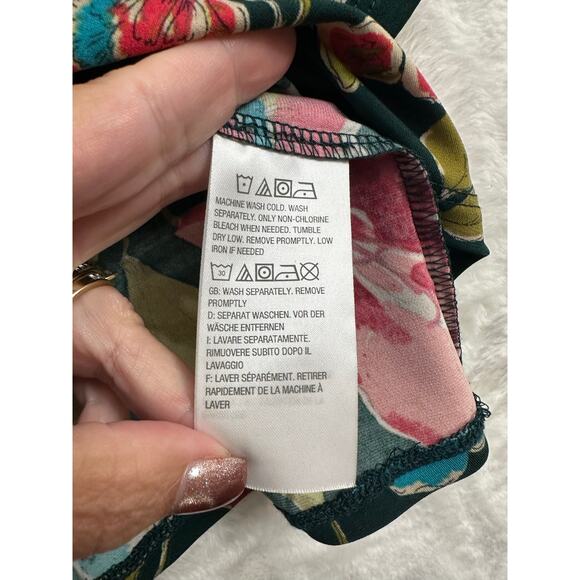 MACHINE WASH COLD. WASH
SEPARATELY. ONLY NON-CHLORINE
BLEACH WHEN NEEDED. TUMBLE
DRY LOW. REMOVE PROMPTLY. LOW
IRON IF NEEDED
30
GB: WASH SEPARATELY. REMOVE
PROMPTLY
D: SEPARAT WASCHEN. VOR DER
WÄSCHE ENTFERNEN
I: LAVARE SEPARATAMENTE.
RIMUOVERE SUBITO DOPO IL
LAVAGGIO
F: LAVER SÉPARÉMENT. RETIRER
RAPIDEMENT DE LA MACHINE À
LAVER